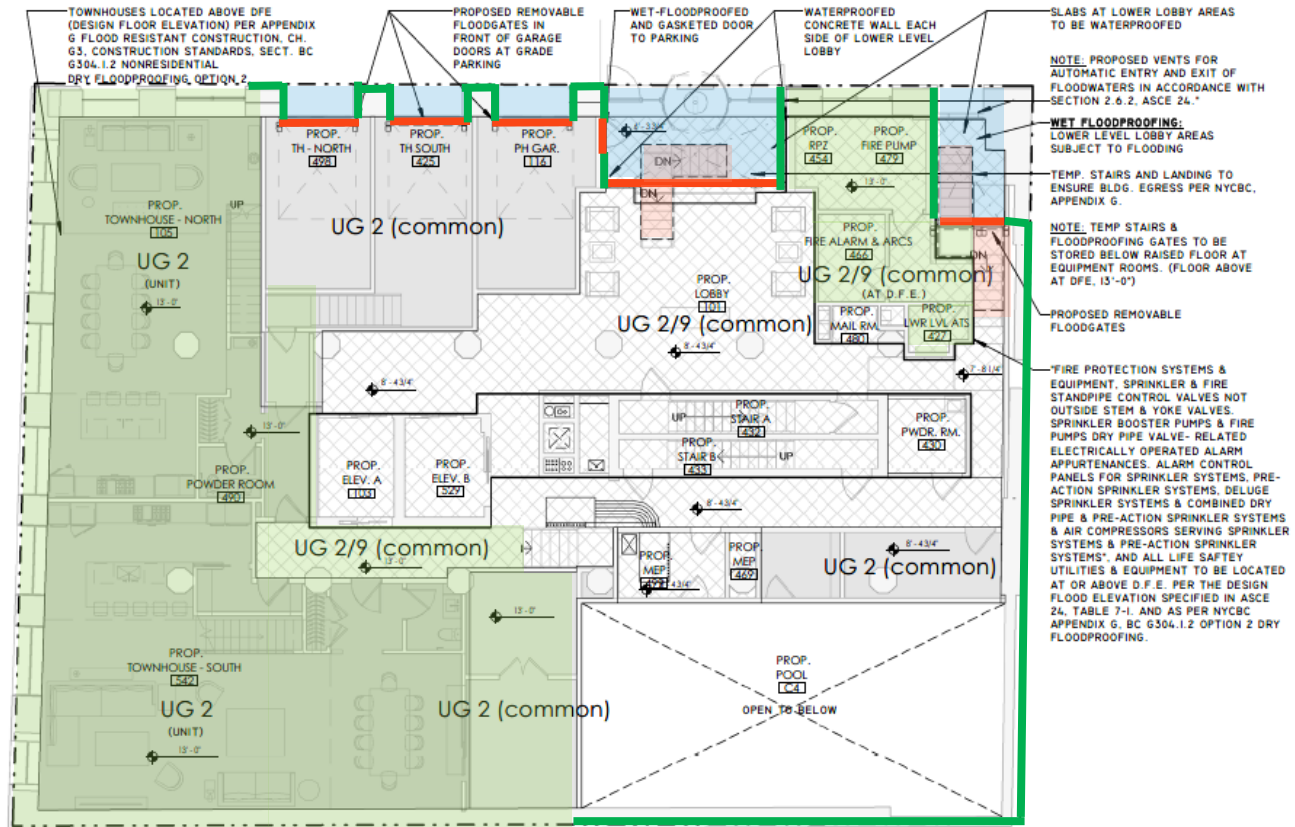 TOWNHOUSES LOCATED ABOVE DFE
(DESIGN FLOOR ELEVATION) PER APPENDIX
G FLOOD RESISTANT CONSTRUCTION, CH.
G3, CONSTRUCTION STANDARDS, SECT. BC
G304.1.2 NONRESIDENTIAL
DRY FLOODPROOFING OPTION 2
PROPOSED REMOVABLE
FLOODGATES IN
FRONT OF GARAGE
DOORS AT GRADE
PARKING
WET-FLOODPROOFED
AND GASKETED DOOR
TO PARKING
WATERPROOFED
CONCRETE WALL EACH
SIDE OF LOWER LEVEL
LOBBY
SLABS AT LOWER LOBBY AREAS
TO BE WATERPROOFED
NOTE: PROPOSED VENTS FOR
AUTOMATIC ENTRY AND EXIT OF
FLOODWATERS IN ACCORDANCE WITH
SECTION 2.6.2, ASCE 24."
WET FLOODPROOFING:
LOWER LEVEL LOBBY AREAS
SUBJECT TO FLOODING
TEMP. STAIRS AND LANDING TO
ENSURE BLDG. EGRESS PER NYCBC,
APPENDIX G.
NOTE: TEMP STAIRS &
FLOODPROOFING GATES TO BE
STORED BELOW RAISED FLOOR AT
EQUIPMENT ROOMS. (FLOOR ABOVE
AT DFE, 13'-0")
PROPOSED REMOVABLE
FLOODGATES
"FIRE PROTECTION SYSTEMS &
EQUIPMENT, SPRINKLER & FIRE
STANDPIPE CONTROL VALVES NOT
OUTSIDE STEM & YOKE VALVES.
SPRINKLER BOOSTER PUMPS & FIRE
PUMPS DRY PIPE VALVE- RELATED
ELECTRICALLY OPERATED ALARM
APPURTENANCES. ALARM CONTROL
PANELS FOR SPRINKLER SYSTEMS, PRE-
ACTION SPRINKLER SYSTEMS, DELUGE
SPRINKLER SYSTEMS & COMBINED DRY
PIPE & PRE-ACTION SPRINKLER SYSTEMS
& AIR COMPRESSORS SERVING SPRINKLER
SYSTEMS & PRE-ACTION SPRINKLER
SYSTEMS", AND ALL LIFE SAFTEY
UTILITIES & EQUIPMENT TO BE LOCATED
AT OR ABOVE D.F.E. PER THE DESIGN
FLOOD ELEVATION SPECIFIED IN ASCE
24, TABLE 7-1. AND AS PER NYCBC
APPENDIX G, BC G304.1.2 OPTION 2 DRY
FLOODPROOFING.
PROP.
TH - NORTH
498
PROP.
TH SOUTH
425
PROP.
PH GAR.
116
UG 2 (common)
DN
DN
PROP.
RPZ
454
PROP.
FIRE PUMP
479
13'-0"
PROP.
FIRE ALARM & ARCS
466
UG 2/9 (common)
(AT D.F.E.)
DN
PROP.
MAIL RM.
480
PROP.
LWR LVL ATS
427
7'-8 1/4"
PROP.
TOWNHOUSE - NORTH
105
UP
UG 2
(UNIT)
13'-0"
PROP.
LOBBY
101
UG 2/9 (common)
8'-4 3/4"
8'-4 3/4"
13'-0"
PROP.
POWDER ROOM
490
PROP.
ELEV. A
103
PROP.
ELEV. B
529
UP
PROP.
STAIR A
432
PROP.
STAIR B
433
UP
PROP.
PWDR. RM.
430
8'-4 3/4"
UG 2/9 (common)
13'-0"
PROP.
MEP
PROP.
MEP
469
8'-4 3/4"
UG 2 (common)
13'-0"
PROP.
TOWNHOUSE - SOUTH
542
UG 2
(UNIT)
13'-0"
UG 2 (common)
PROP.
POOL
C4
OPEN TO BELOW